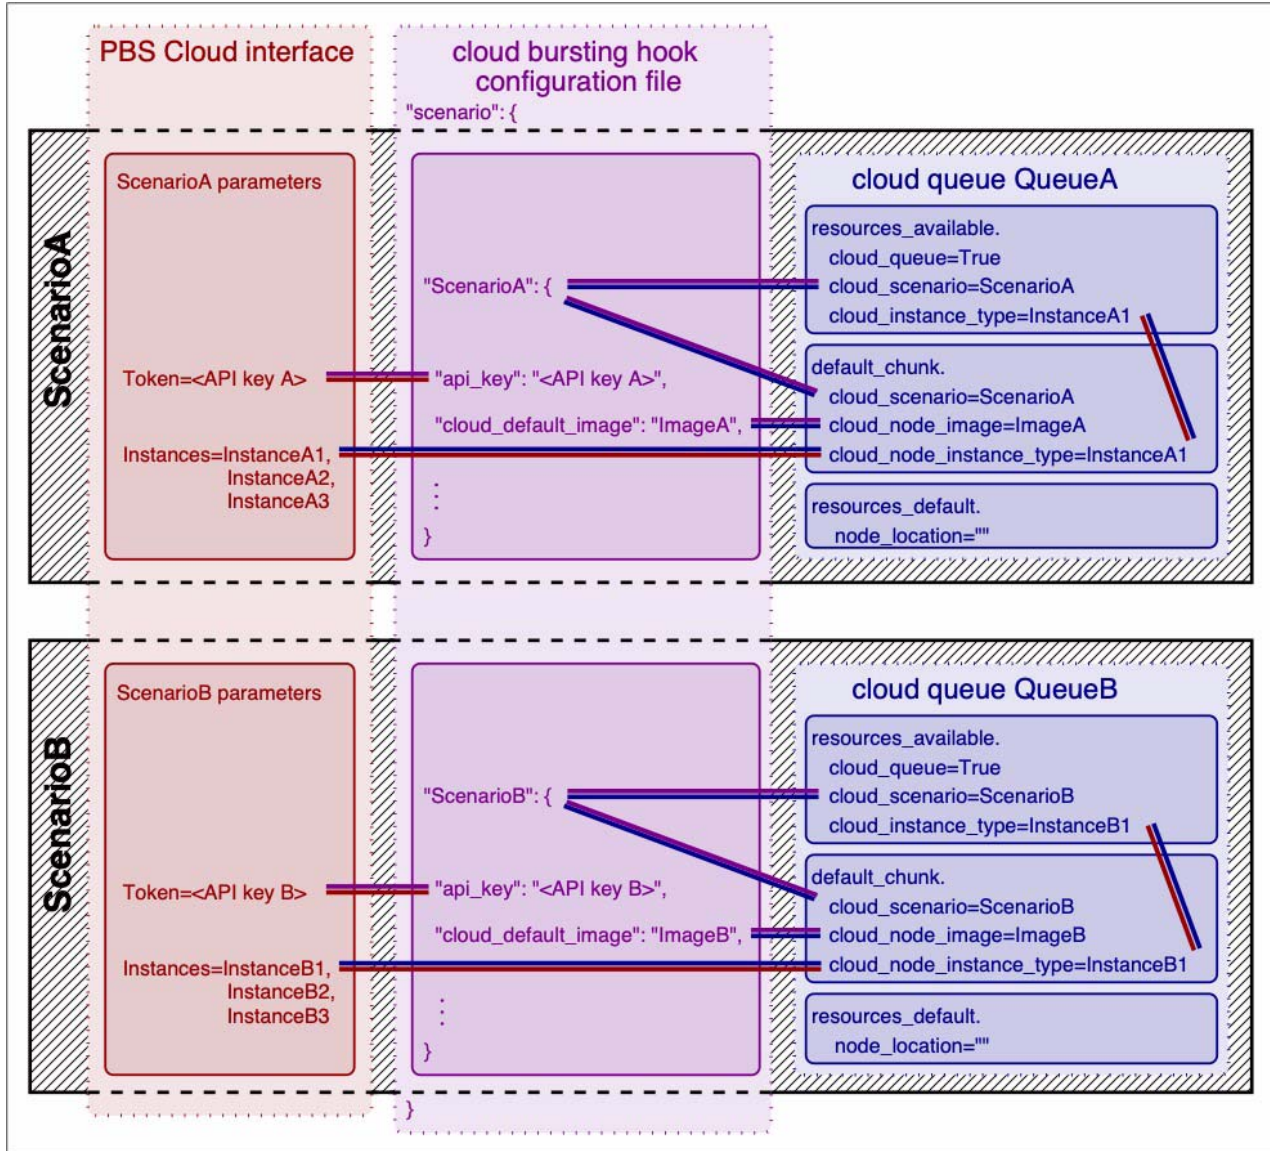 PBS Cloud interface
cloud bursting hook
configuration file
"scenario": {
ScenarioA
ScenarioA parameters
Token=<API key A>
Instances=InstanceA1,
InstanceA2,
InstanceA3
"ScenarioA": {
"api_key": "<API key A>",
"cloud_default_image": "ImageA",
⋮
}
cloud queue QueueA
resources_available.
cloud_queue=True
cloud_scenario=ScenarioA
cloud_instance_type=InstanceA1
default_chunk.
cloud_scenario=ScenarioA
cloud_node_image=ImageA
cloud_node_instance_type=InstanceA1
resources_default.
node_location=""
ScenarioB
ScenarioB parameters
Token=<API key B>
Instances=InstanceB1,
InstanceB2,
InstanceB3
"ScenarioB": {
"api_key": "<API key B>",
"cloud_default_image": "ImageB",
⋮
}
cloud queue QueueB
resources_available.
cloud_queue=True
cloud_scenario=ScenarioB
cloud_instance_type=InstanceB1
default_chunk.
cloud_scenario=ScenarioB
cloud_node_image=ImageB
cloud_node_instance_type=InstanceB1
resources_default.
node_location=""
}